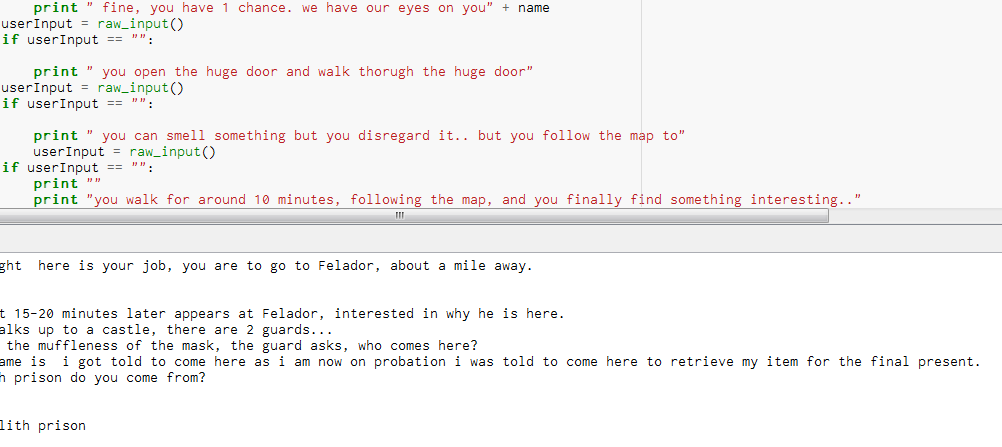 print " fine, you have 1 chance. we have our eyes on you" + name
userInput = raw_input()
if userInput == "":
print " you open the huge door and walk thorugh the huge door"
userInput = raw_input()
if userInput == "":
print " you can smell something but you disregard it.. but you follow the map to"
userInput = raw_input()
if userInput == "":
print ""
print "you walk for around 10 minutes, following the map, and you finally find something interesting.."
ght  here is your job, you are to go to Felador, about a mile away.
t 15-20 minutes later appears at Felador, interested in why he is here.
alks up to a castle, there are 2 guards...
the muffleness of the mask, the guard asks, who comes here?
ame is  i got told to come here as i am now on probation i was told to come here to retrieve my item for the final present.
h prison do you come from?
lith prison